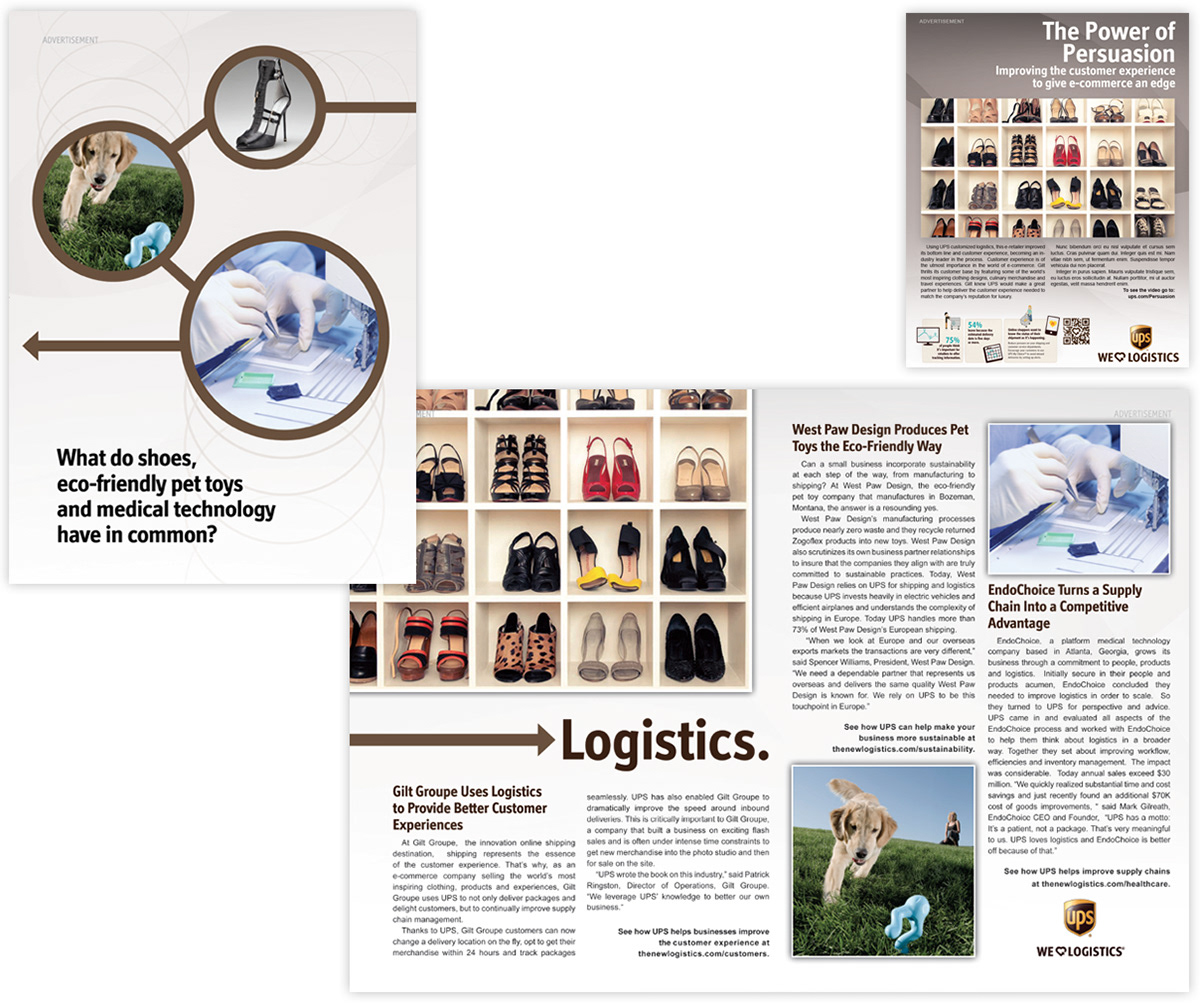 ADVERTISEMENT
What do shoes,
eco-friendly pet toys
and medical technology
have in common?
ADVERTISEMENT
The Power of
Persuasion
Improving the customer experience
to give e-commerce an edge
Using UPS customized logistics, this e-retailer improved
its bottom line and customer experience, becoming an in-
dustry leader in the process. Customer experience is of
the utmost importance in the world of e-commerce. Gilt
thrills its customer base by featuring some of the world's
most inspiring clothing designs, culinary merchandise and
travel experiences. Gilt knew UPS would make a great
partner to help deliver the customer experience needed to
match the company's reputation for luxury.
Nunc bibendum orci eu nisl vulputate et cursus sem
luctus. Cras pulvinar quam dui. Integer quis est mi. Nam
vitae nibh sem, ut fermentum enim. Suspendisse tempor
vehicula dui non placerat.
Integer in purus sapien. Mauris vulputate tristique sem,
eu luctus eros sollicitudin at. Nullam porttitor, mi ut auctor
egestas, velit massa hendrerit enim.
To see the video go to:
ups.com/Persuasion
75%
of people think
it's important for
retailers to offer
tracking information.
54%
ups
WE LOGISTICS
MENT
Logistics.
Gilt Groupe Uses Logistics
to Provide Better Customer
Experiences
At Gilt Groupe, the innovation online shipping
destination, shipping represents the essence
of the customer experience. That's why, as an
e-commerce company selling the world's most
inspiring clothing, products and experiences, Gilt
Groupe uses UPS to not only deliver packages and
delight customers, but to continually improve supply
chain management.
Thanks to UPS, Gilt Groupe customers can now
change a delivery location on the fly, opt to get their
merchandise within 24 hours and track packages
seamlessly. UPS has also enabled Gilt Groupe to
dramatically improve the speed around inbound
deliveries. This is critically important to Gilt Groupe,
a company that built a business on exciting flash
sales and is often under intense time constraints to
get new merchandise into the photo studio and then
for sale on the site.
"UPS wrote the book on this industry," said Patrick
Ringston, Director of Operations, Gilt Groupe.
"We leverage UPS' knowledge to better our own
business."
See how UPS helps businesses improve
the customer experience at
thenewlogistics.com/customers.
West Paw Design Produces Pet
Toys the Eco-Friendly Way
Can a small business incorporate sustainability
at each step of the way, from manufacturing to
shipping? At West Paw Design, the eco-friendly
pet toy company that manufactures in Bozeman,
Montana, the answer is a resounding yes.
West Paw Design's manufacturing processes
produce nearly zero waste and they recycle returned
Zogoflex products into new toys. West Paw Design
also scrutinizes its own business partner relationships
to insure that the companies they align with are truly
committed to sustainable practices. Today, West
Paw Design relies on UPS for shipping and logistics
because UPS invests heavily in electric vehicles and
efficient airplanes and understands the complexity of
shipping in Europe. Today UPS handles more than
73% of West Paw Design's European shipping.
"When we look at Europe and our overseas
exports markets the transactions are very different,"
said Spencer Williams, President, West Paw Design.
"We need a dependable partner that represents us
overseas and delivers the same quality West Paw
Design is known for. We rely on UPS to be this
touchpoint in Europe."
See how UPS can help make your
business more sustainable at
thenewlogistics.com/sustainability.
ADVERTISEMENT
EndoChoice Turns a Supply
Chain Into a Competitive
Advantage
EndoChoice, a platform medical technology
company based in Atlanta, Georgia, grows its
business through a commitment to people, products
and logistics. Initially secure in their people and
products acumen, EndoChoice concluded they
needed to improve logistics in order to scale. So
they turned to UPS for perspective and advice.
UPS came in and evaluated all aspects of the
EndoChoice process and worked with EndoChoice
to help them think about logistics in a broader
way. Together they set about improving workflow,
efficiencies and inventory management. The impact
was considerable. Today annual sales exceed $30
million. "We quickly realized substantial time and cost
savings and just recently found an additional $70K
cost of goods improvements, " said Mark Gilreath,
EndoChoice CEO and Founder, "UPS has a motto:
It's a patient, not a package. That's very meaningful
to us. UPS loves logistics and EndoChoice is better
off because of that."
See how UPS helps improve supply chains
at thenewlogistics.com/healthcare.
ups
WE LOGISTICS